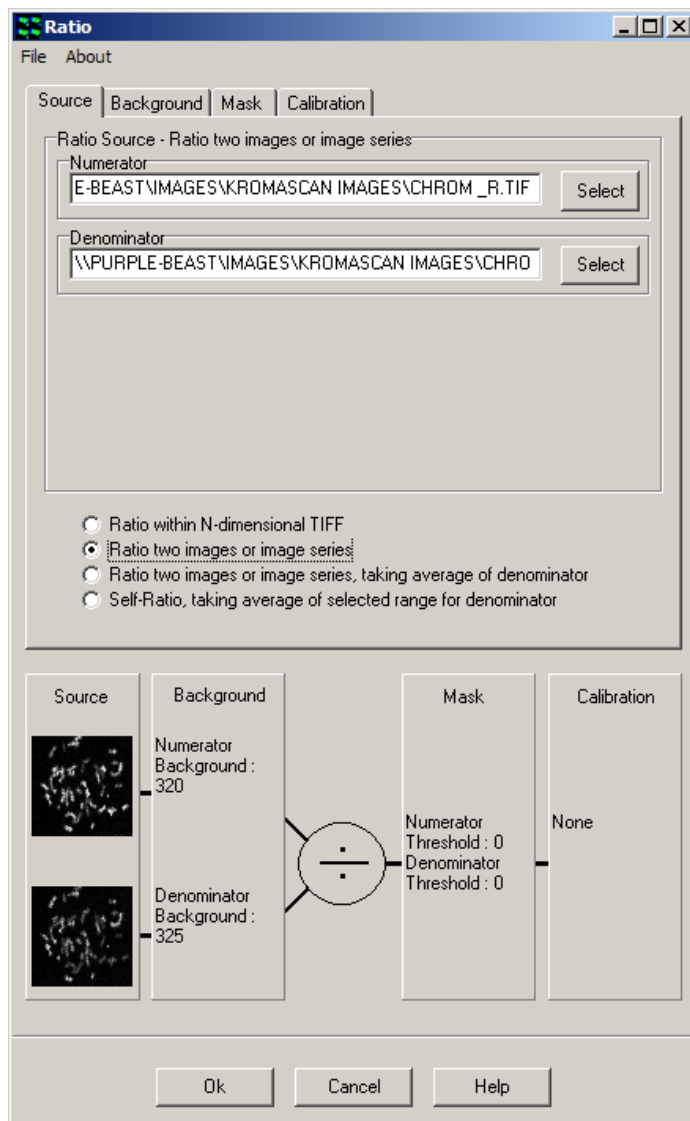 Ratio
File About
Source Background Mask Calibration
Ratio Source - Ratio two images or image series
Numerator
E-BEAST\IMAGES\KROMASCAN IMAGES\CHROM _R.TIF
Select
Denominator
\\PURPLE-BEAST\IMAGES\KROMASCAN IMAGES\CHRO
Select
Ratio within N-dimensional TIFF
Ratio two images or image series
Ratio two images or image series, taking average of denominator
Self-Ratio, taking average of selected range for denominator
Source
Background
Numerator
Background :
320
Denominator
Background :
325
Mask
Numerator
Threshold : 0
Denominator
Threshold : 0
Calibration
None
Ok Cancel Help